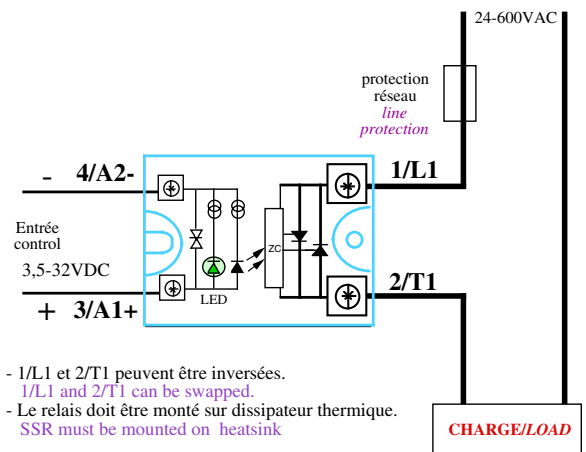 24-600VAC
protection
réseau
line
protection
- 4/A2-
1/L1
Entrée
control
3,5-32VDC
ZC
LED
+ 3/A1+
2/T1
- 1/L1 et 2/T1 peuvent être inversées.
1/L1 and 2/T1 can be swapped.
- Le relais doit être monté sur dissipateur thermique.
SSR must be mounted on heatsink
CHARGE/LOAD